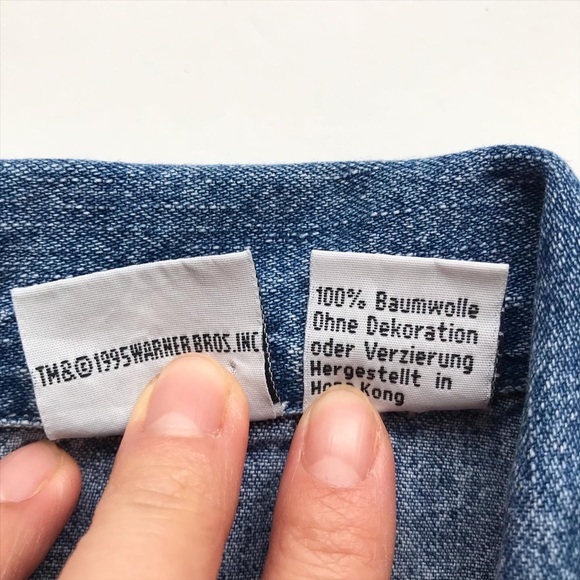 TM&©1995WARNER BROS.INC
100% Baumwolle
Ohne Dekoration
oder Verzierung
Hergestellt in
Hong Kong